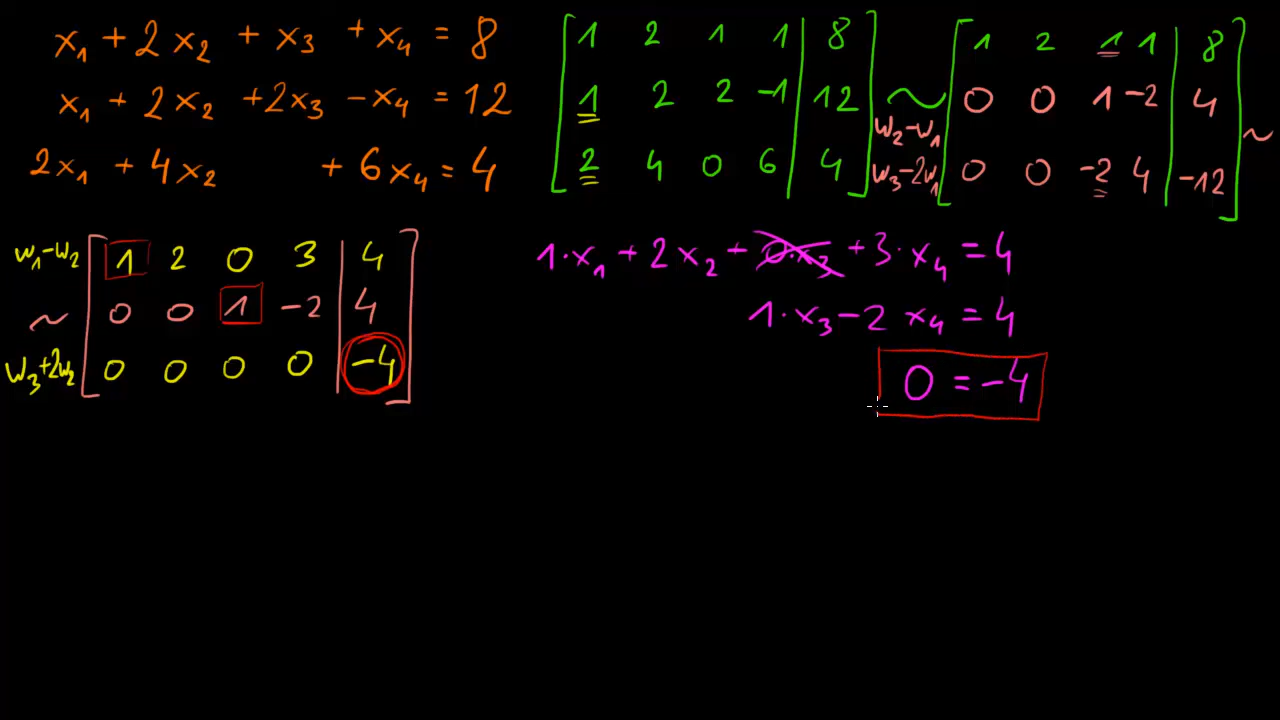 x₁ + 2x₂ + x₃ + x₄ = 8
x₁ + 2x₂ + 2x₃ - x₄ = 12
2x₁ + 4x₂ + 6x₄ = 4
1 2 1 1 | 8
1 2 2 -1 | 12
2 4 0 6 | 4
~
w₂-w₁
w₃-2w₁
1 2 1 1 | 8
0 0 1 -2 | 4
0 0 -2 4 | -12
~
w₁-w₂
~
w₃+2w₂
1 2 0 3 | 4
0 0 1 -2 | 4
0 0 0 0 | -4
1·x₁ + 2x₂ + 0·x₃ + 3·x₄ = 4
1·x₃ - 2 x₄ = 4
0 = -4